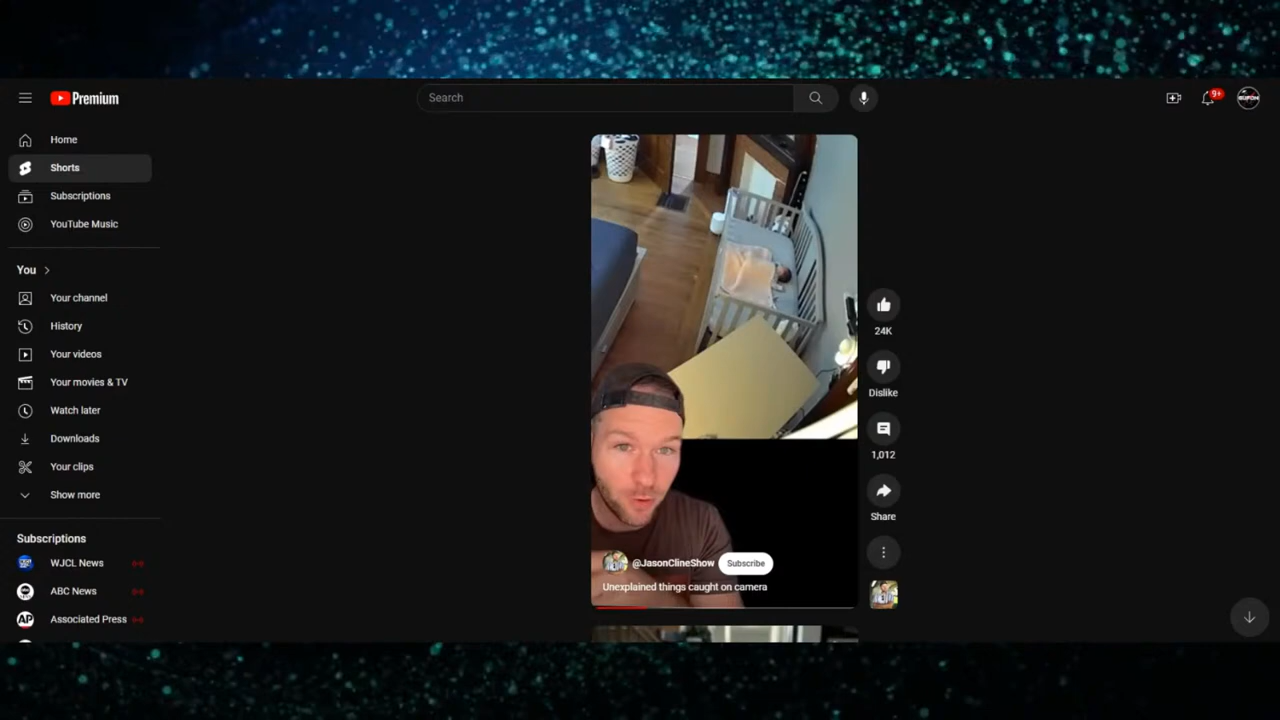 Premium
Search
9+
Home
Shorts
Subscriptions
YouTube Music
You
Your channel
History
Your videos
Your movies & TV
Watch later
Downloads
Your clips
Show more
Subscriptions
WJCL News
ABC News
AP
Associated Press
24K
Dislike
1,012
Share
@JasonClineShow
Subscribe
Unexplained things caught on camera